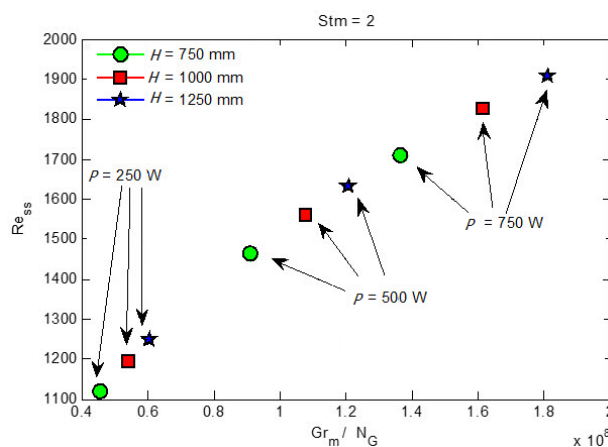 Stm = 2
2000
1900
1800
1700
1600
1500
1400
1300
1200
1100
Re_ss
H = 750 mm
H = 1000 mm
H = 1250 mm
P = 250 W
P = 750 W
P = 500 W
0.4 0.6 0.8 1 1.2 1.4 1.6 1.8 2
Gr_m / N_G
x 10^8